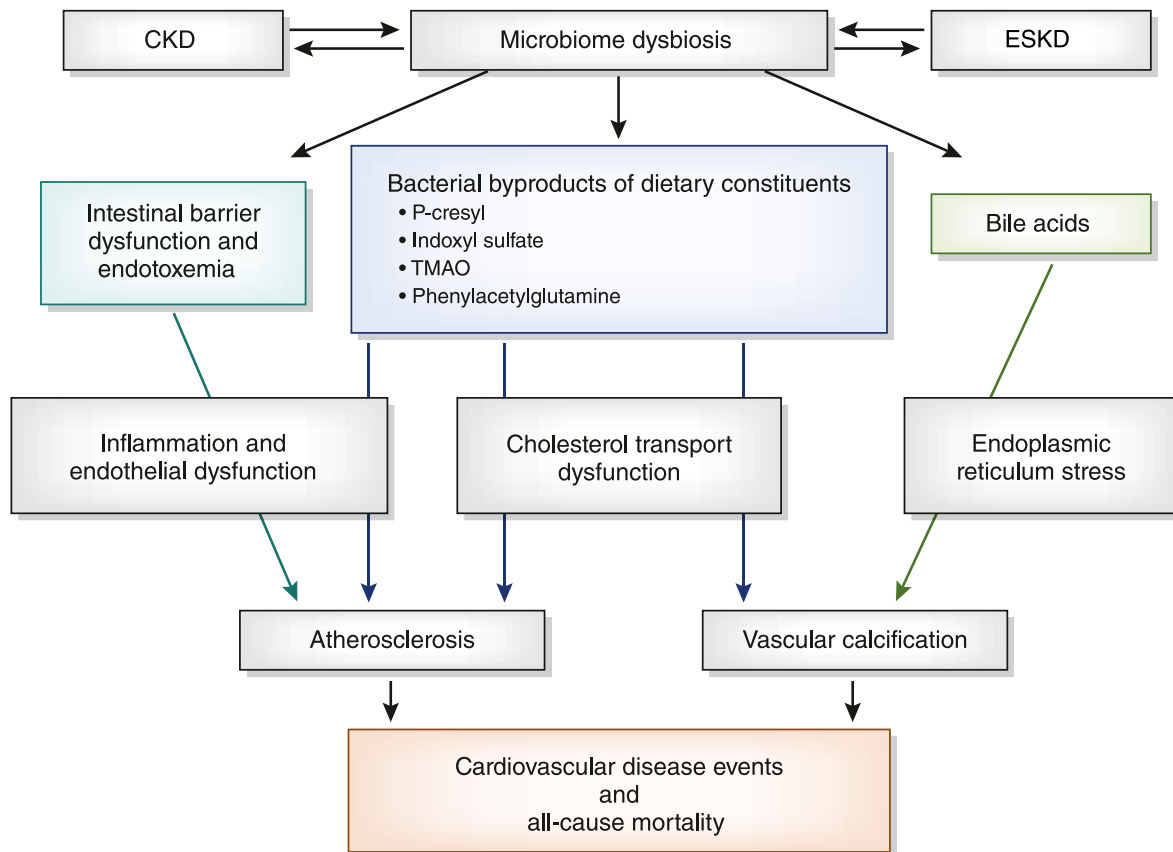 CKD
Microbiome dysbiosis
ESKD
Intestinal barrier
dysfunction and
endotoxemia
Bacterial byproducts of dietary constituents
• P-cresyl
• Indoxyl sulfate
• TMAO
• Phenylacetylglutamine
Bile acids
Inflammation and
endothelial dysfunction
Cholesterol transport
dysfunction
Endoplasmic
reticulum stress
Atherosclerosis
Vascular calcification
Cardiovascular disease events
and
all-cause mortality